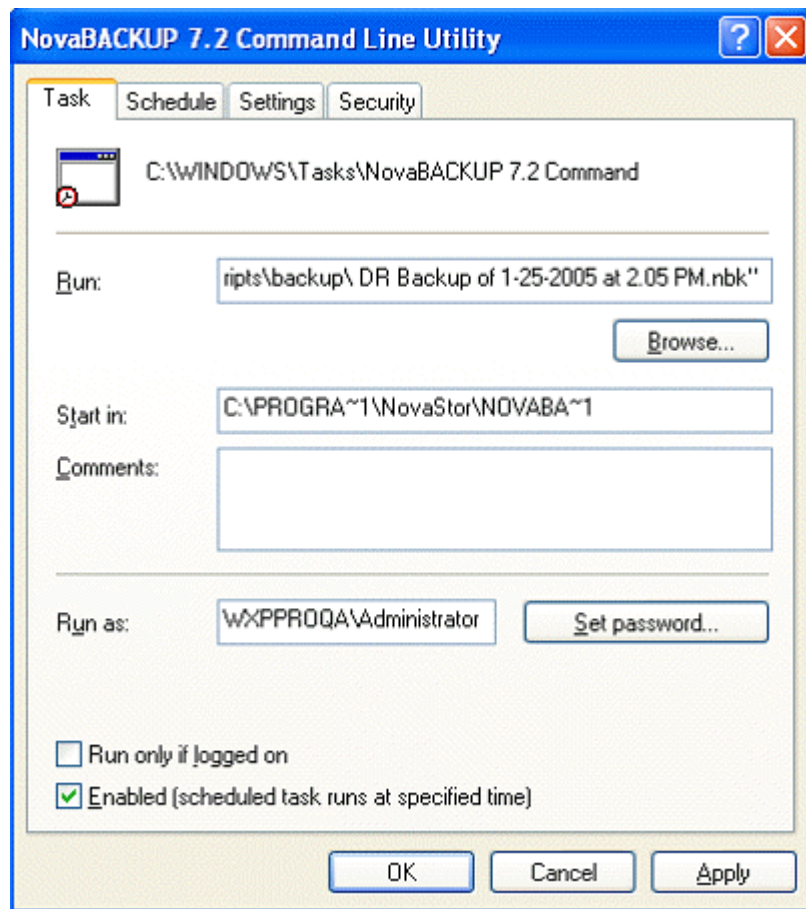 NovaBACKUP 7.2 Command Line Utility
Task Schedule Settings Security
C:\WINDOWS\Tasks\NovaBACKUP 7.2 Command
Run: ripts\backup\ DR Backup of 1-25-2005 at 2.05 PM.nbk"
Browse...
Start in: C:\PROGRA~1\NovaStor\NOVABA~1
Comments:
Run as: WXPPROQA\Administrator Set password...
Run only if logged on
Enabled (scheduled task runs at specified time)
OK Cancel Apply